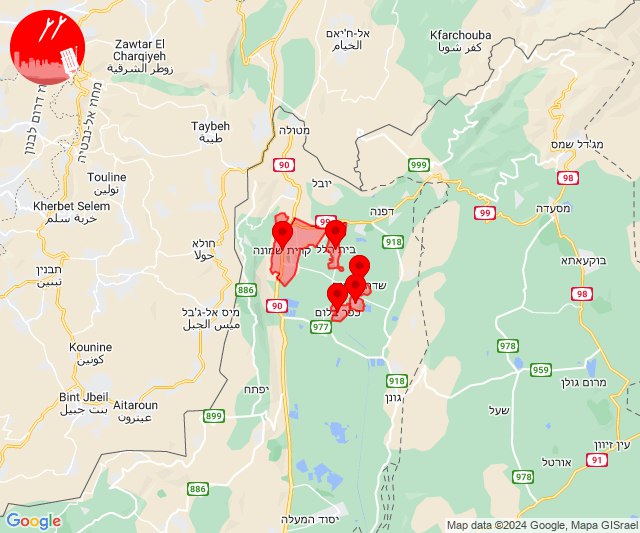 אל-ח'יאם
الخيام
Kfarchouba
كفر شوبا
Zawtar El
Charqiyeh
زوطر الشرقية
מחוז אל-נבטיה
ז דרום לבנון
Taybeh
طيبة
מטולה
מג'דל שמס
90
999
98
Touline
تولين
יובל
Kherbet Selem
خربة سلم
דפנה
99
99
מסעדה
חולא
حولا
קרית שמונה
בית הלל
918
בוקעאתא
תבנין
تبنين
886
98
90
כפר בלום
מיס אל-ג'בל
ميس الجبل
977
978
Kounine
كونين
978
959
918
מרום גולן
Bint Jbeil
بنت جبيل
יפתח
גונן
Aitaroun
عيترون
899
שעל
עין זיוון
91
אורטל
978
886
יסוד המעלה
Google
Map data ©2024 Google, Mapa GISrael